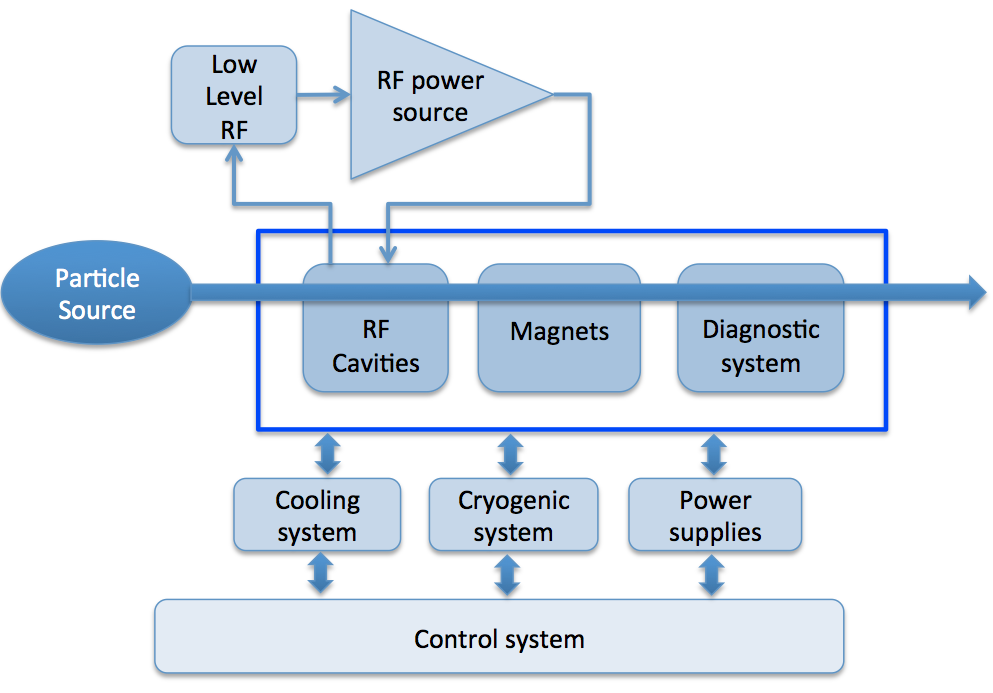 Low
Level
RF
RF power
source
Particle
Source
RF
Cavities
Magnets
Diagnostic
system
Cooling
system
Cryogenic
system
Power
supplies
Control system